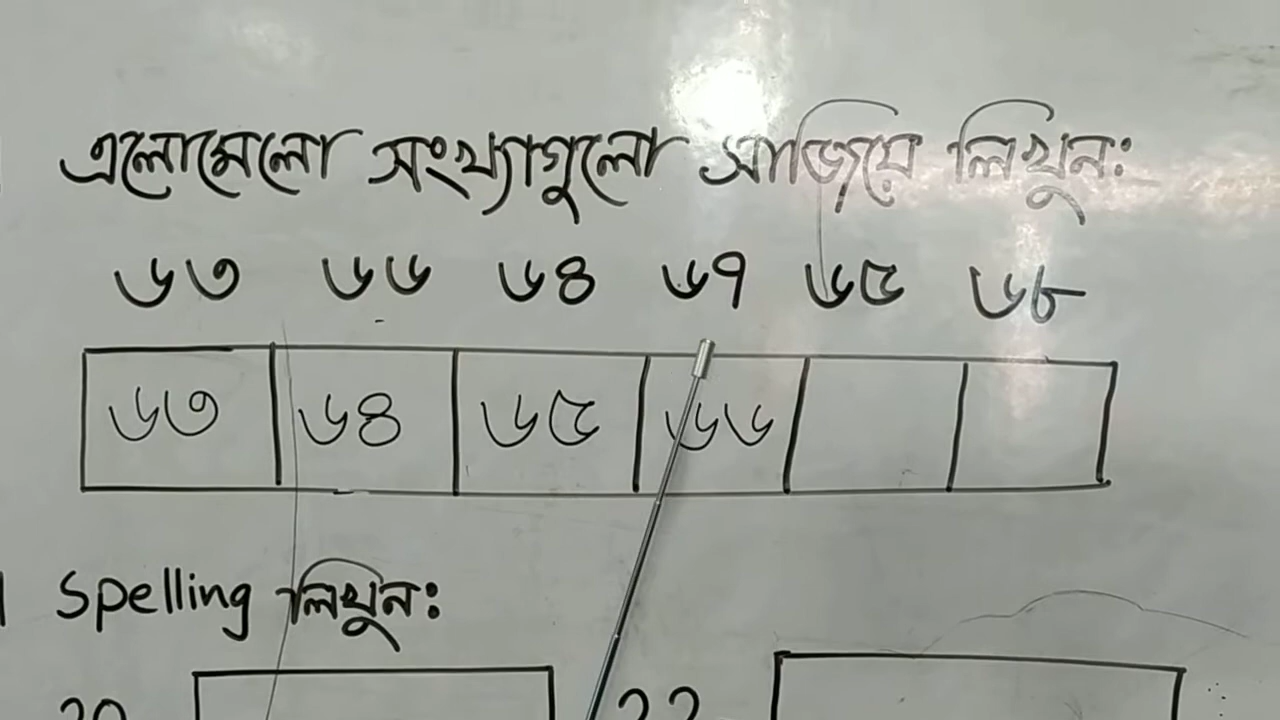 এলোমেলো সংখ্যাগুলো সাজিয়ে লিখুনঃ
৬৩ ৬৬ ৬৪ ৬৭ ৬৫ ৬৮
৬৩ ৬৪ ৬৫ ৬৬
Spelling লিখুনঃ